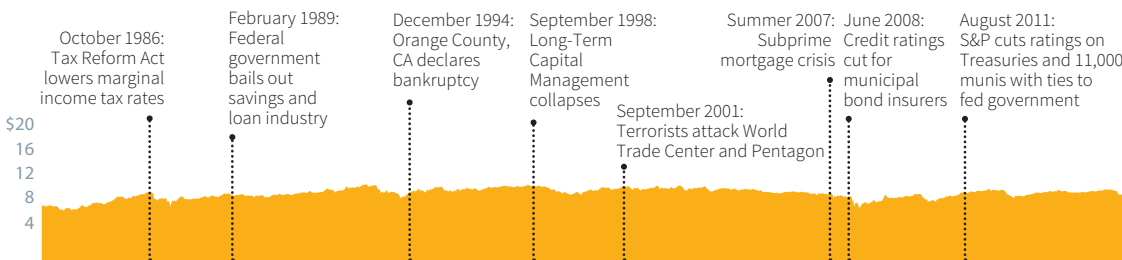 October 1986:
Tax Reform Act
lowers marginal
income tax rates
February 1989:
Federal
government
bails out
savings and
loan industry
December 1994:
Orange County,
CA declares
bankruptcy
September 1998:
Long-Term
Capital
Management
collapses
September 2001:
Terrorists attack World
Trade Center and Pentagon
Summer 2007:
Subprime
mortgage crisis
June 2008:
Credit ratings
cut for
municipal
bond insurers
August 2011:
S&P cuts ratings on
Treasuries and 11,000
munis with ties to
fed government
$20
16
12
8
4